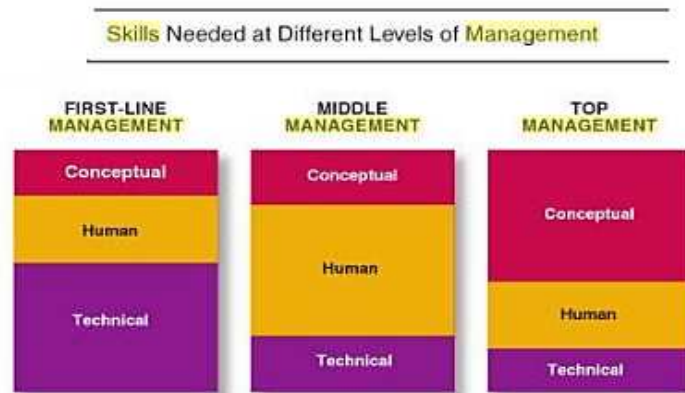 Skills Needed at Different Levels of Management
FIRST-LINE
MANAGEMENT
Conceptual
Human
Technical
MIDDLE
MANAGEMENT
Conceptual
Human
Technical
TOP
MANAGEMENT
Conceptual
Human
Technical